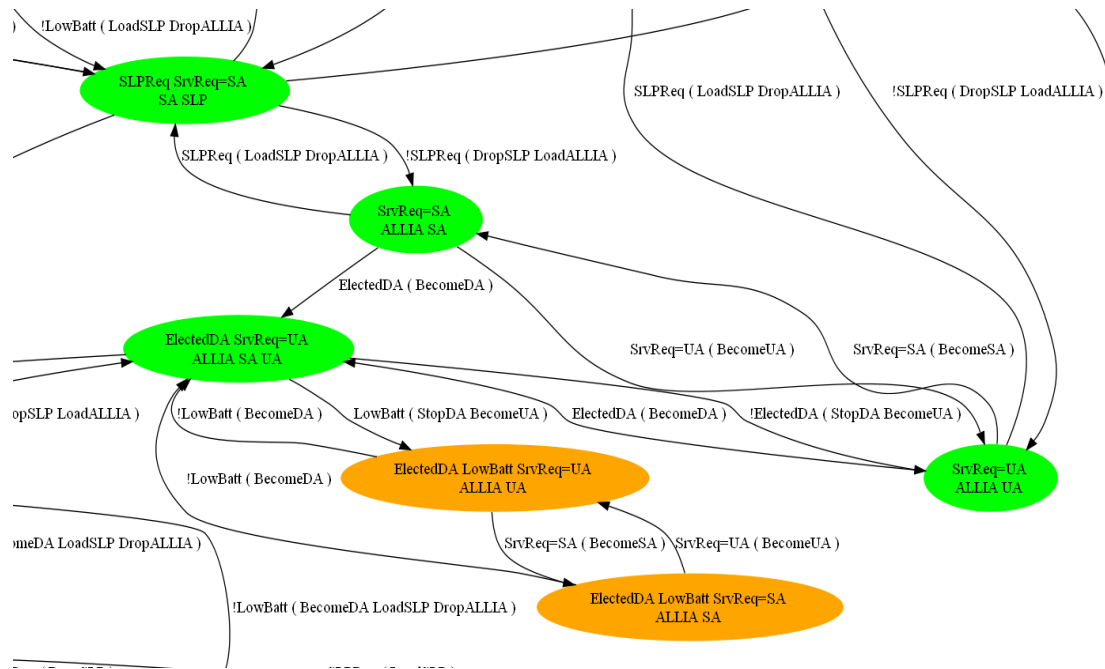 )
!LowBatt ( LoadSLP DropALLIA )
SLPReq SrvReq=SA
SA SLP
SLPReq ( LoadSLP DropALLIA )
!SLPReq ( DropSLP LoadALLIA )
SLPReq ( LoadSLP DropALLIA )
!SLPReq ( DropSLP LoadALLIA )
SrvReq=SA
ALLIA SA
ElectedDA ( BecomeDA )
ElectedDA SrvReq=UA
ALLIA SA UA
SrvReq=UA ( BecomeUA )
SrvReq=SA ( BecomeSA )
opSLP LoadALLIA )
!LowBatt ( BecomeDA )
LowBatt ( StopDA BecomeUA )
ElectedDA ( BecomeDA )
!ElectedDA ( StopDA BecomeUA )
!LowBatt ( BecomeDA )
ElectedDA LowBatt SrvReq=UA
ALLIA UA
SrvReq=UA
ALLIA UA
omeDA LoadSLP DropALLIA )
SrvReq=SA ( BecomeSA )
SrvReq=UA ( BecomeUA )
!LowBatt ( BecomeDA LoadSLP DropALLIA )
ElectedDA LowBatt SrvReq=SA
ALLIA SA